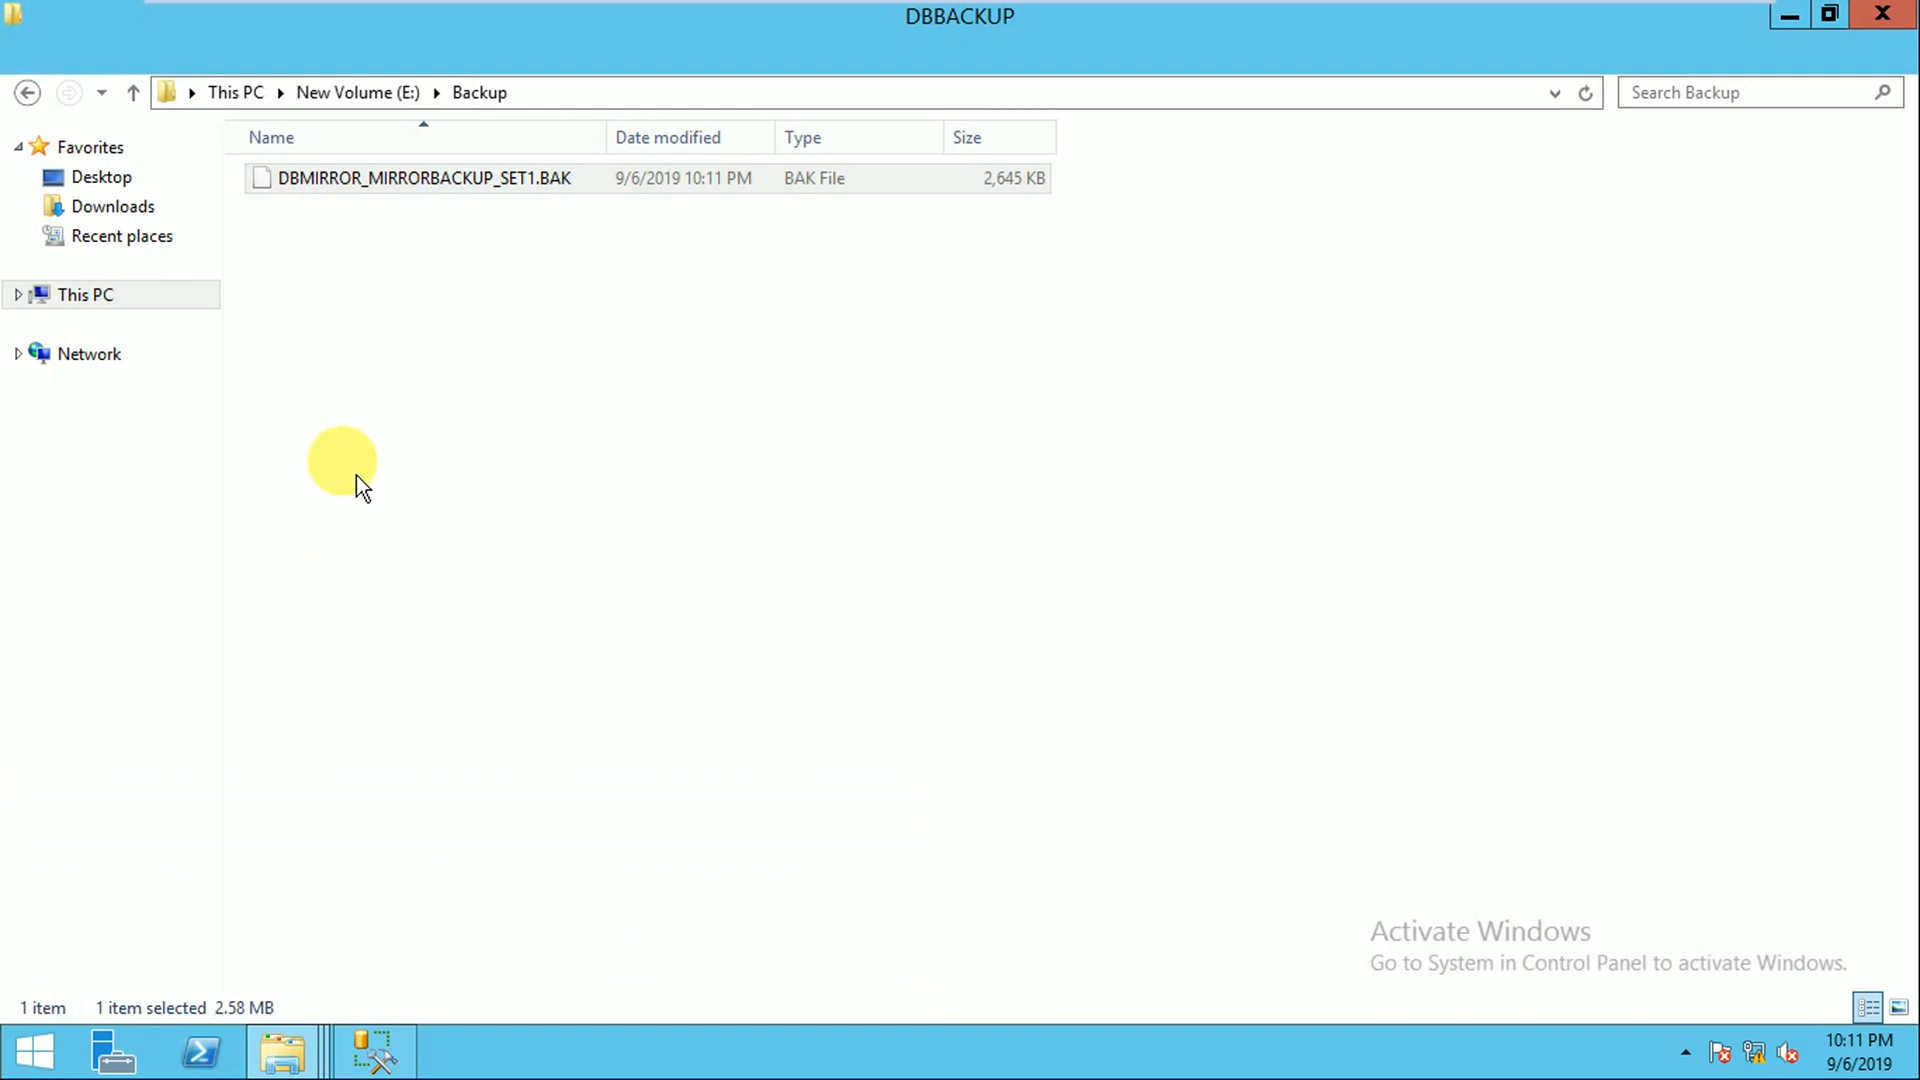 DBBACKUP
This PC
New Volume (E:)
Backup
Search Backup
Name
Date modified
Type
Size
DBMIRROR_MIRRORBACKUP_SET1.BAK
9/6/2019 10:11 PM
BAK File
2,645 KB
Favorites
Desktop
Downloads
Recent places
This PC
Network
Activate Windows
Go to System in Control Panel to activate Windows.
1 item
1 item selected 2.58 MB
10:11 PM
9/6/2019